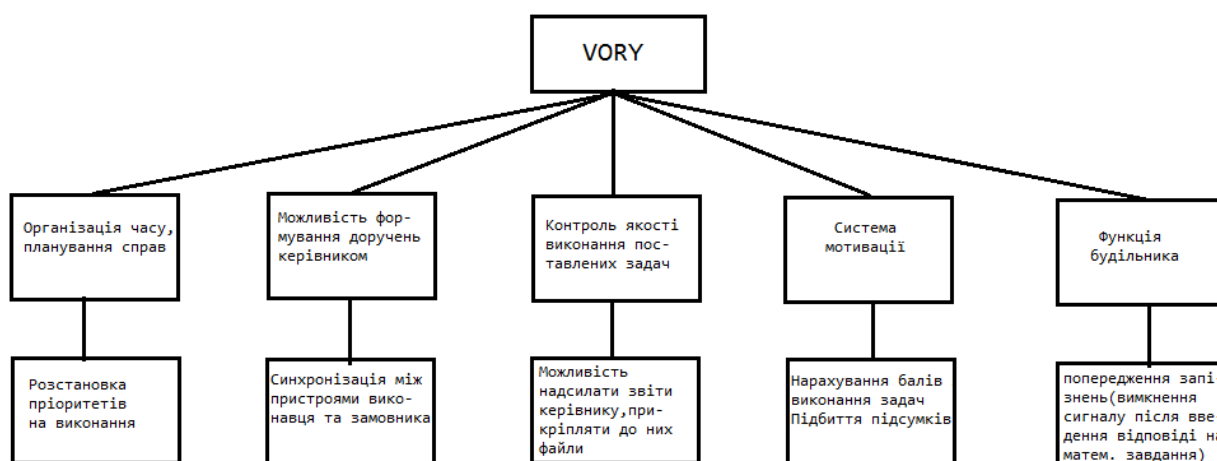 VORY
Організація часу,
планування справ
Можливість фор-
мування доручень
керівником
Контроль якості
виконання пос-
тавлених задач
Система
мотивації
Функція
будільника
Розстановка
пріоритетів
на виконання
Синхронізація між
пристроями вико-
навця та замовника
Можливість
надсилати звіти
керівнику,при-
кріпляти до них
файли
Нарахування балів
виконання задач
Підбиття підсумків
попередження запі
знень(вимкнення
сигналу після вве-
дення відповіді на
матем. завдання)